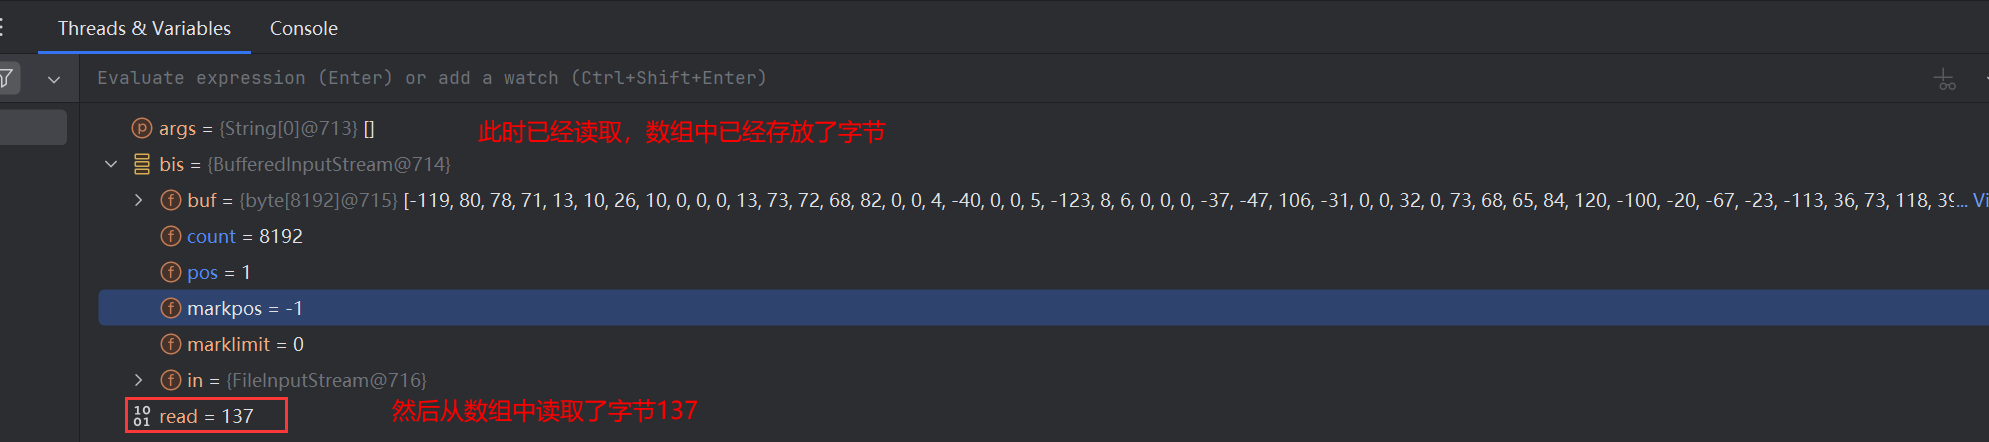 Threads & Variables Console
Evaluate expression (Enter) or add a watch (Ctrl+Shift+Enter)
args = {String[0]@713} [] 此时已经读取，数组中已经存放了字节
bis = {BufferedInputStream@714}
buf = {byte[8192]@715} [-119, 80, 78, 71, 13, 10, 26, 10, 0, 0, 0, 13, 73, 72, 68, 82, 0, 0, 4, -40, 0, 0, 5, -123, 8, 6, 0, 0, 0, -37, -47, 106, -31, 0, 0, 32, 0, 73, 68, 65, 84, 120, -100, -20, -67, -23, -113, 36, 73, 118, 39,... Vi
count = 8192
pos = 1
markpos = -1
marklimit = 0
in = {FileInputStream@716}
read = 137 然后从数组中读取了字节137